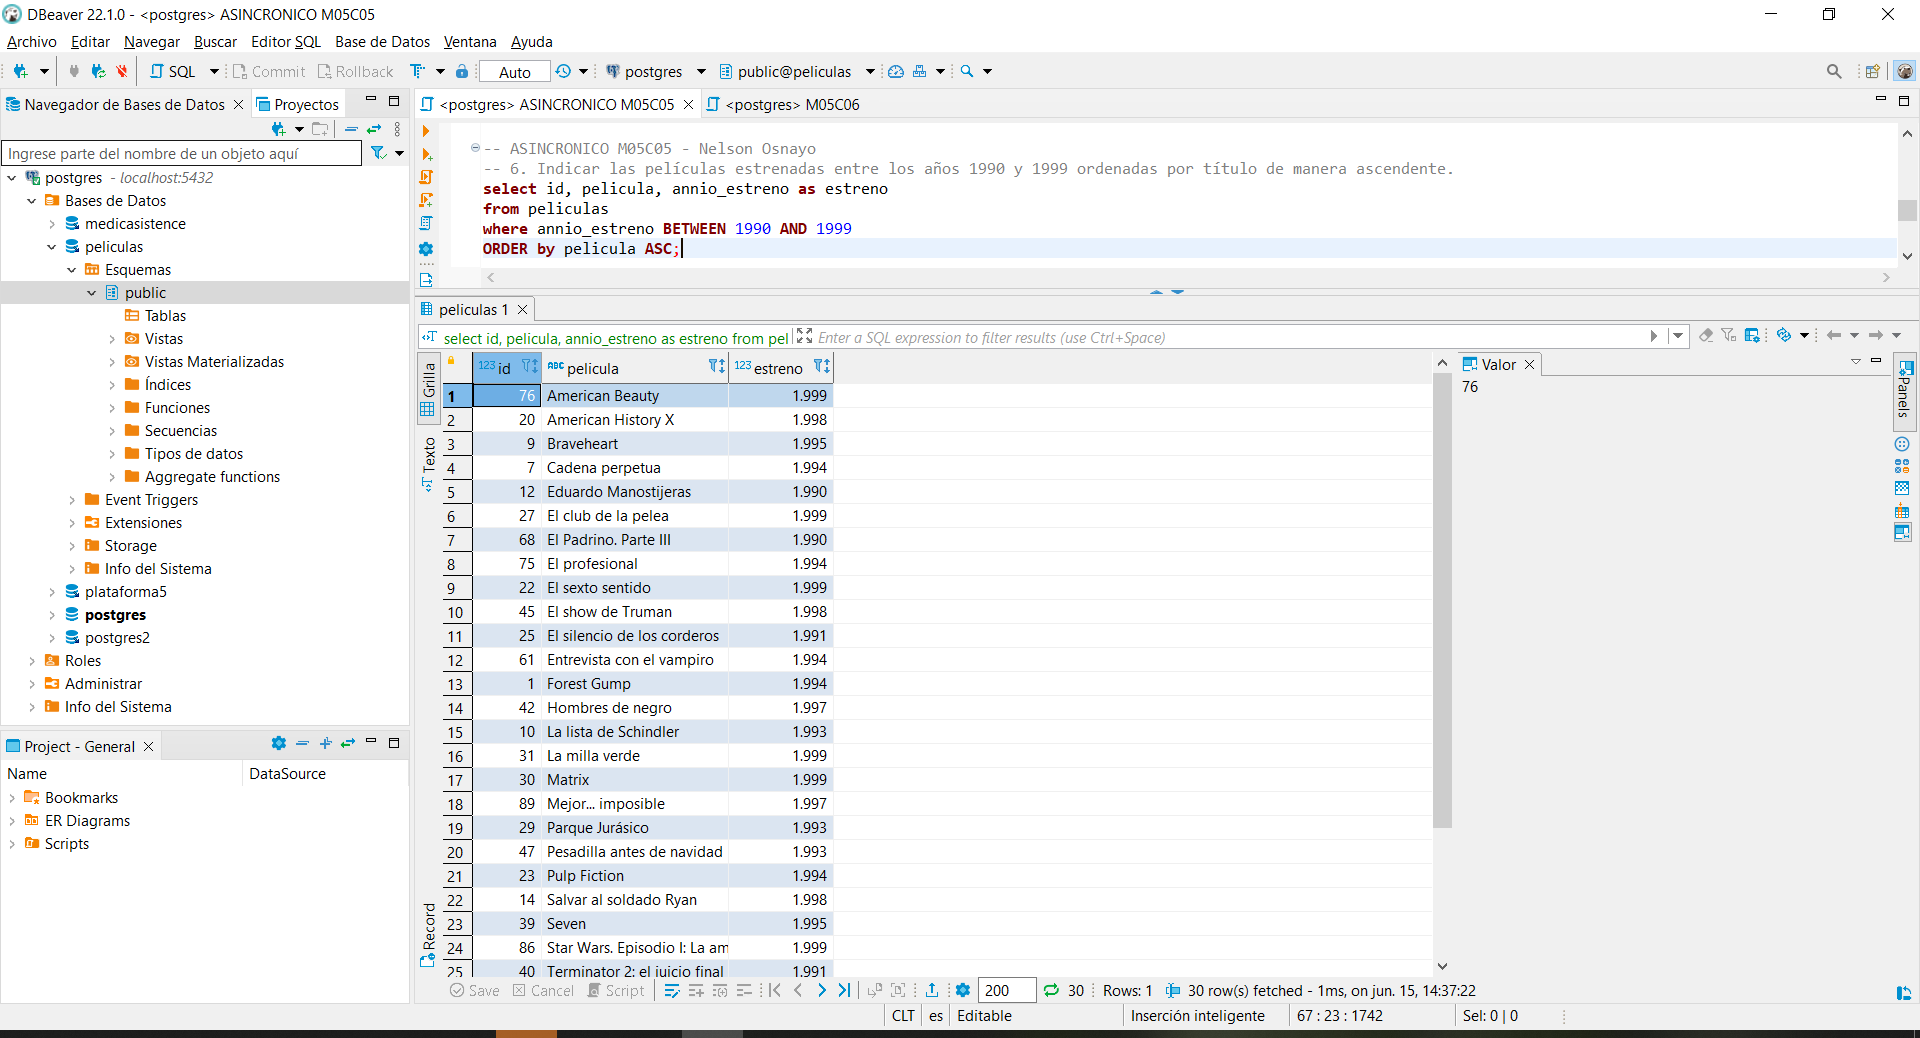 DBeaver 22.1.0 - <postgres> ASINCRONICO M05C05
Archivo Editar Navegar Buscar Editor SQL Base de Datos Ventana Ayuda
SQL Commit Rollback Auto postgres public@peliculas
Navegador de Bases de Datos Proyectos
Ingrese parte del nombre de un objeto aquí
postgres - localhost:5432
Bases de Datos
medicasistence
peliculas
Esquemas
public
Tablas
Vistas
Vistas Materializadas
Índices
Funciones
Secuencias
Tipos de datos
Aggregate functions
Event Triggers
Extensiones
Storage
Info del Sistema
plataforma5
postgres
postgres2
Roles
Administrar
Info del Sistema
Project - General
Name DataSource
Bookmarks
ER Diagrams
Scripts
<postgres> ASINCRONICO M05C05 <postgres> M05C06
-- ASINCRONICO M05C05 - Nelson Osnayo
-- 6. Indicar las películas estrenadas entre los años 1990 y 1999 ordenadas por título de manera ascendente.
select id, pelicula, annio_estreno as estreno
from peliculas
where annio_estreno BETWEEN 1990 AND 1999
ORDER by pelicula ASC;
peliculas 1
select id, pelicula, annio_estreno as estreno from pel Enter a SQL expression to filter results (use Ctrl+Space)
Grilla
Texto
Record
123 id ABC pelicula 123 estreno
1 76 American Beauty 1.999
2 20 American History X 1.998
3 9 Braveheart 1.995
4 7 Cadena perpetua 1.994
5 12 Eduardo Manostijeras 1.990
6 27 El club de la pelea 1.999
7 68 El Padrino. Parte III 1.990
8 75 El profesional 1.994
9 22 El sexto sentido 1.999
10 45 El show de Truman 1.998
11 25 El silencio de los corderos 1.991
12 61 Entrevista con el vampiro 1.994
13 1 Forest Gump 1.994
14 42 Hombres de negro 1.997
15 10 La lista de Schindler 1.993
16 31 La milla verde 1.999
17 30 Matrix 1.999
18 89 Mejor... imposible 1.997
19 29 Parque Jurásico 1.993
20 47 Pesadilla antes de navidad 1.993
21 23 Pulp Fiction 1.994
22 14 Salvar al soldado Ryan 1.998
23 39 Seven 1.995
24 86 Star Wars. Episodio I: La am 1.999
25 40 Terminator 2: el juicio final 1.991
Valor
76
Panels
Save Cancel Script 200 30 Rows: 1 30 row(s) fetched - 1ms, on jun. 15, 14:37:22
CLT es Editable Inserción inteligente 67 : 23 : 1742 Sel: 0 | 0